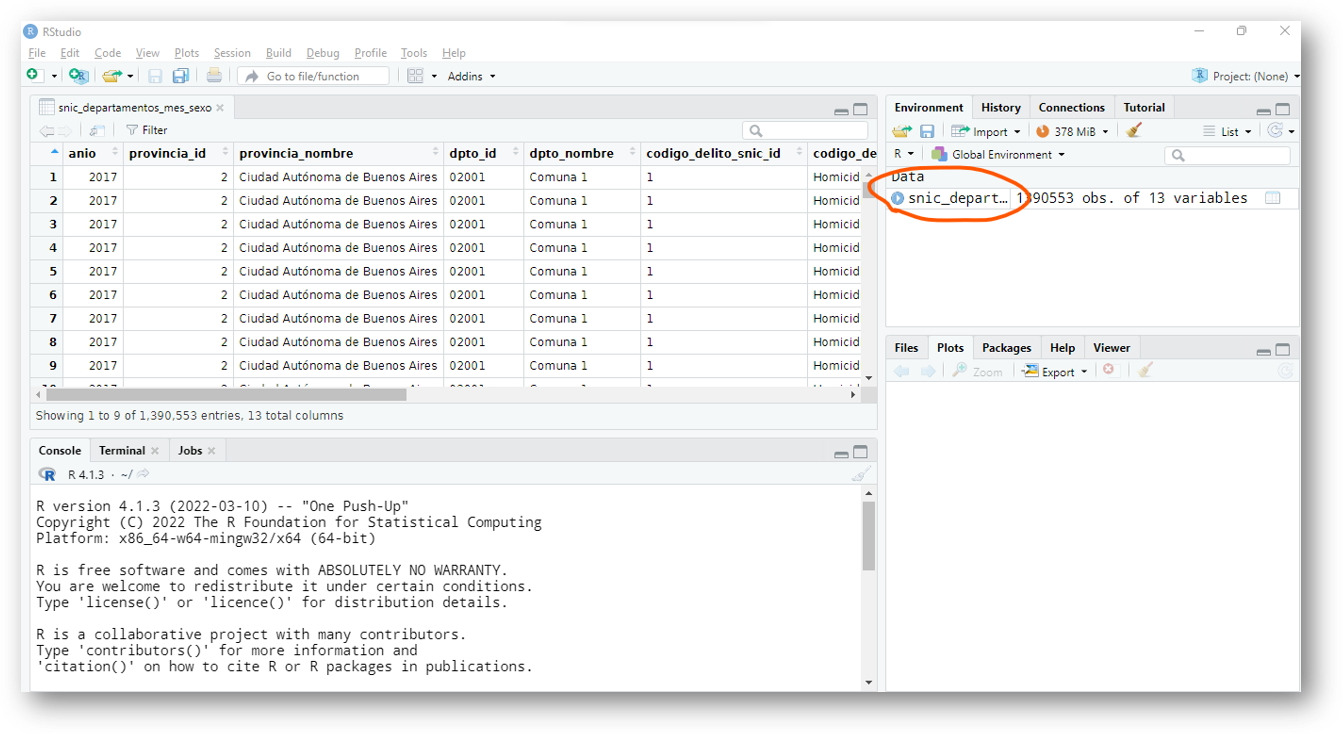 RStudio
File Edit Code View Plots Session Build Debug Profile Tools Help
Go to file/function Addins Project: (None)
snic_departamentos_mes_sexo
Filter
anio provincia_id provincia_nombre dpto_id dpto_nombre codigo_delito_snic_id codigo_de
1 2017 2 Ciudad Autónoma de Buenos Aires 02001 Comuna 1 1 Homicid
2 2017 2 Ciudad Autónoma de Buenos Aires 02001 Comuna 1 1 Homicid
3 2017 2 Ciudad Autónoma de Buenos Aires 02001 Comuna 1 1 Homicid
4 2017 2 Ciudad Autónoma de Buenos Aires 02001 Comuna 1 1 Homicid
5 2017 2 Ciudad Autónoma de Buenos Aires 02001 Comuna 1 1 Homicid
6 2017 2 Ciudad Autónoma de Buenos Aires 02001 Comuna 1 1 Homicid
7 2017 2 Ciudad Autónoma de Buenos Aires 02001 Comuna 1 1 Homicid
8 2017 2 Ciudad Autónoma de Buenos Aires 02001 Comuna 1 1 Homicid
9 2017 2 Ciudad Autónoma de Buenos Aires 02001 Comuna 1 1 Homicid
Showing 1 to 9 of 1,390,553 entries, 13 total columns
Console Terminal Jobs
R 4.1.3 · ~/
R version 4.1.3 (2022-03-10) -- "One Push-Up"
Copyright (C) 2022 The R Foundation for Statistical Computing
Platform: x86_64-w64-mingw32/x64 (64-bit)
R is free software and comes with ABSOLUTELY NO WARRANTY.
You are welcome to redistribute it under certain conditions.
Type 'license()' or 'licence()' for distribution details.
R is a collaborative project with many contributors.
Type 'contributors()' for more information and
'citation()' on how to cite R or R packages in publications.
Environment History Connections Tutorial
Import 378 MiB List
R Global Environment
Data
snic_depart… 1390553 obs. of 13 variables
Files Plots Packages Help Viewer
Zoom Export